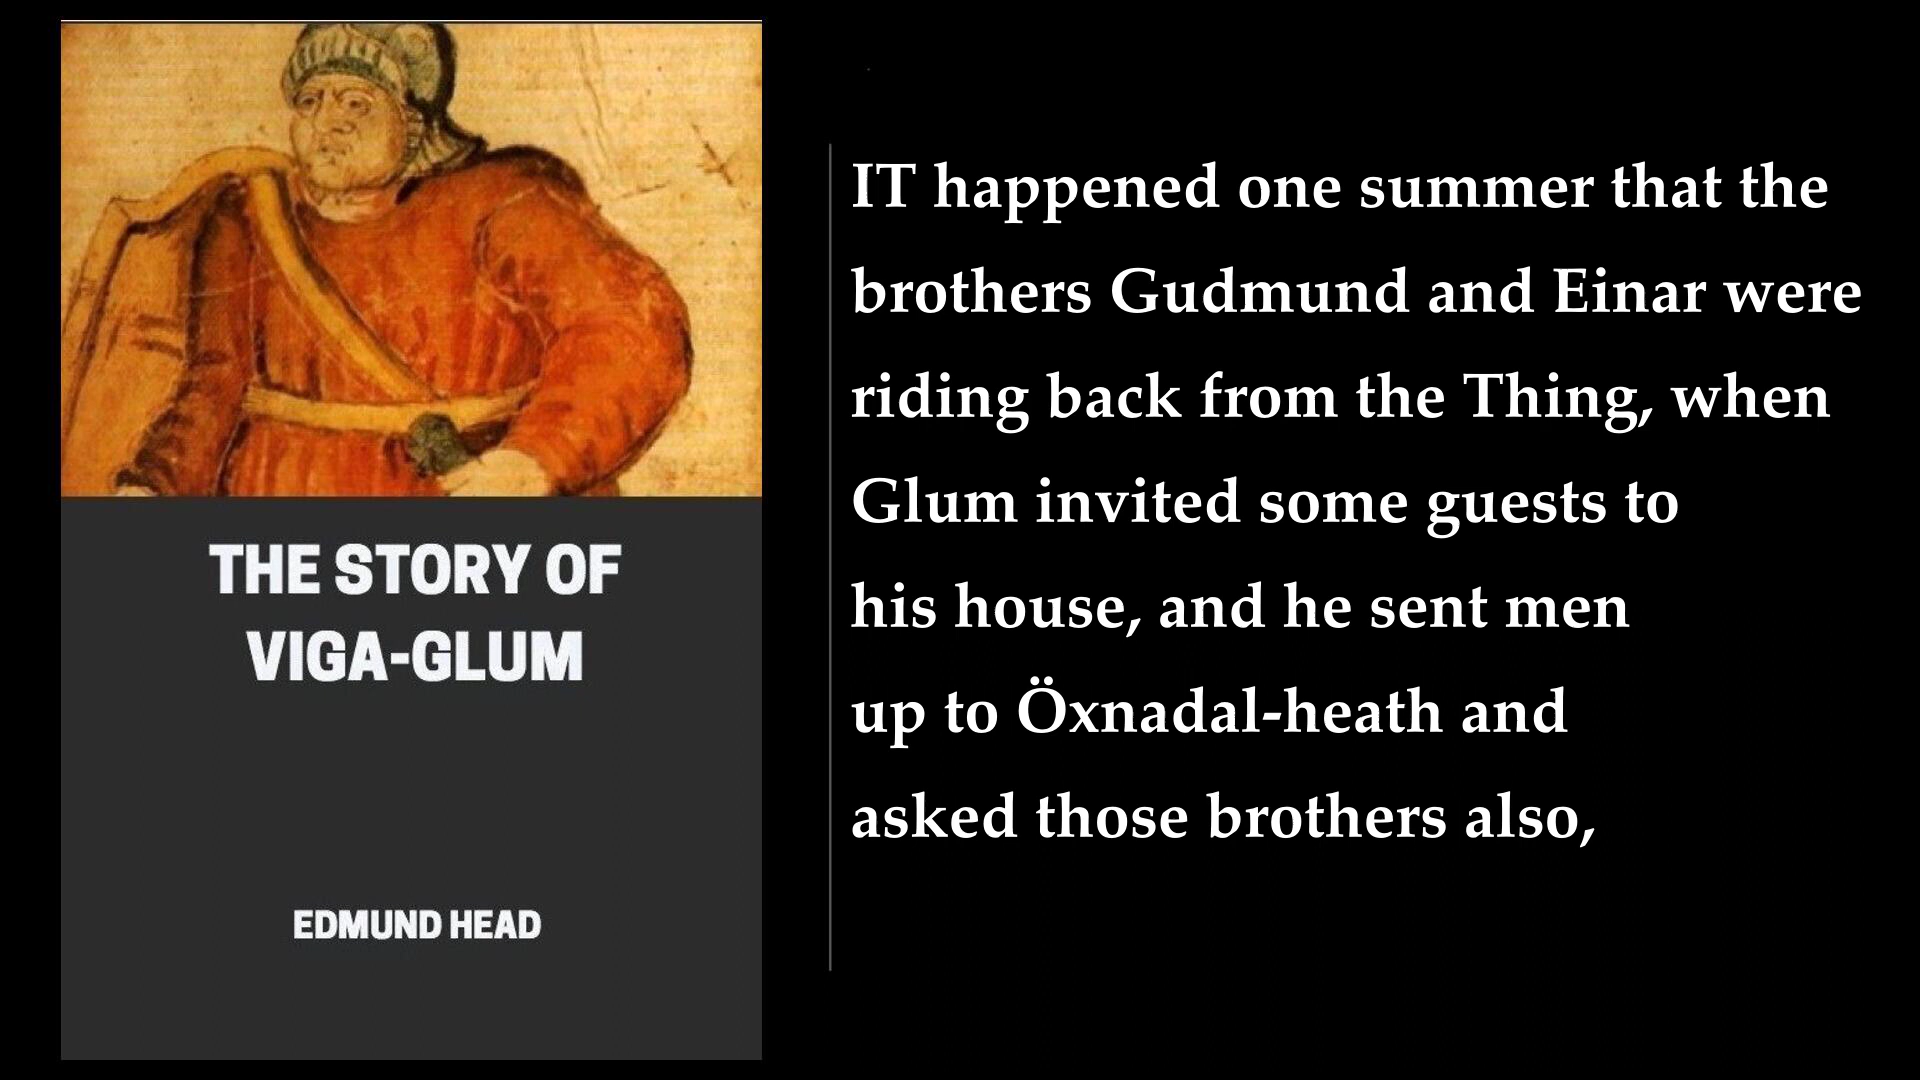 THE STORY OF
VIGA-GLUM
EDMUND HEAD
IT happened one summer that the
brothers Gudmund and Einar were
riding back from the Thing, when
Glum invited some guests to
his house, and he sent men
up to Öxnadal-heath and
asked those brothers also,